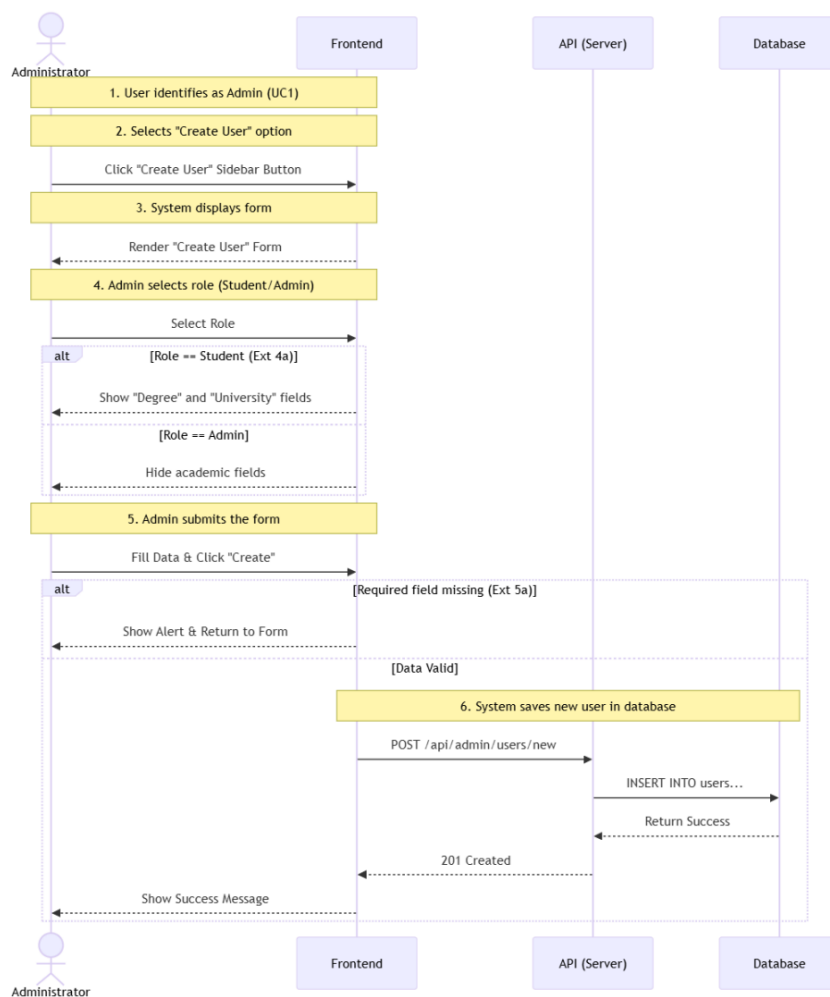 Administrator
Frontend
API (Server)
Database
1. User identifies as Admin (UC1)
2. Selects "Create User" option
Click "Create User" Sidebar Button
3. System displays form
Render "Create User" Form
4. Admin selects role (Student/Admin)
Select Role
alt
[Role == Student (Ext 4a)]
Show "Degree" and "University" fields
[Role == Admin]
Hide academic fields
5. Admin submits the form
Fill Data & Click "Create"
alt
[Required field missing (Ext 5a)]
Show Alert & Return to Form
[Data Valid]
6. System saves new user in database
POST /api/admin/users/new
INSERT INTO users...
Return Success
201 Created
Show Success Message
Administrator
Frontend
API (Server)
Database